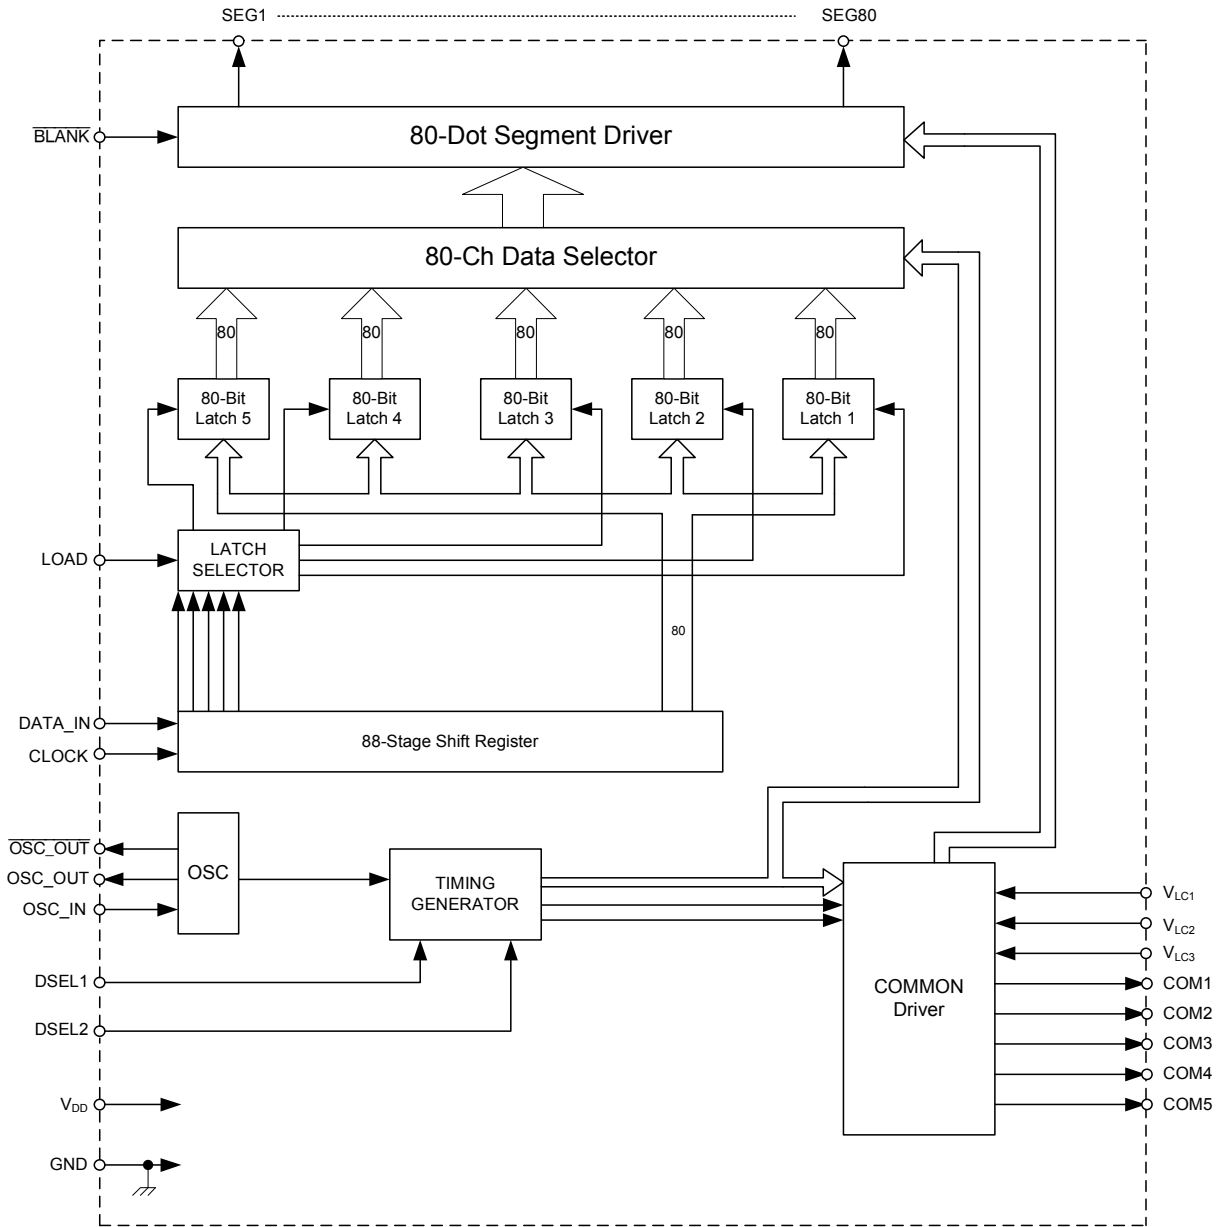 SEG1 SEG80
BLANK
80-Dot Segment Driver
80-Ch Data Selector
80 80 80 80 80
80-Bit
Latch 5
80-Bit
Latch 4
80-Bit
Latch 3
80-Bit
Latch 2
80-Bit
Latch 1
LOAD
LATCH
SELECTOR
80
DATA_IN
CLOCK
88-Stage Shift Register
OSC_OUT
OSC_OUT
OSC_IN
OSC
TIMING
GENERATOR
DSEL1
DSEL2
VDD
GND
COMMON
Driver
VLC1
VLC2
VLC3
COM1
COM2
COM3
COM4
COM5